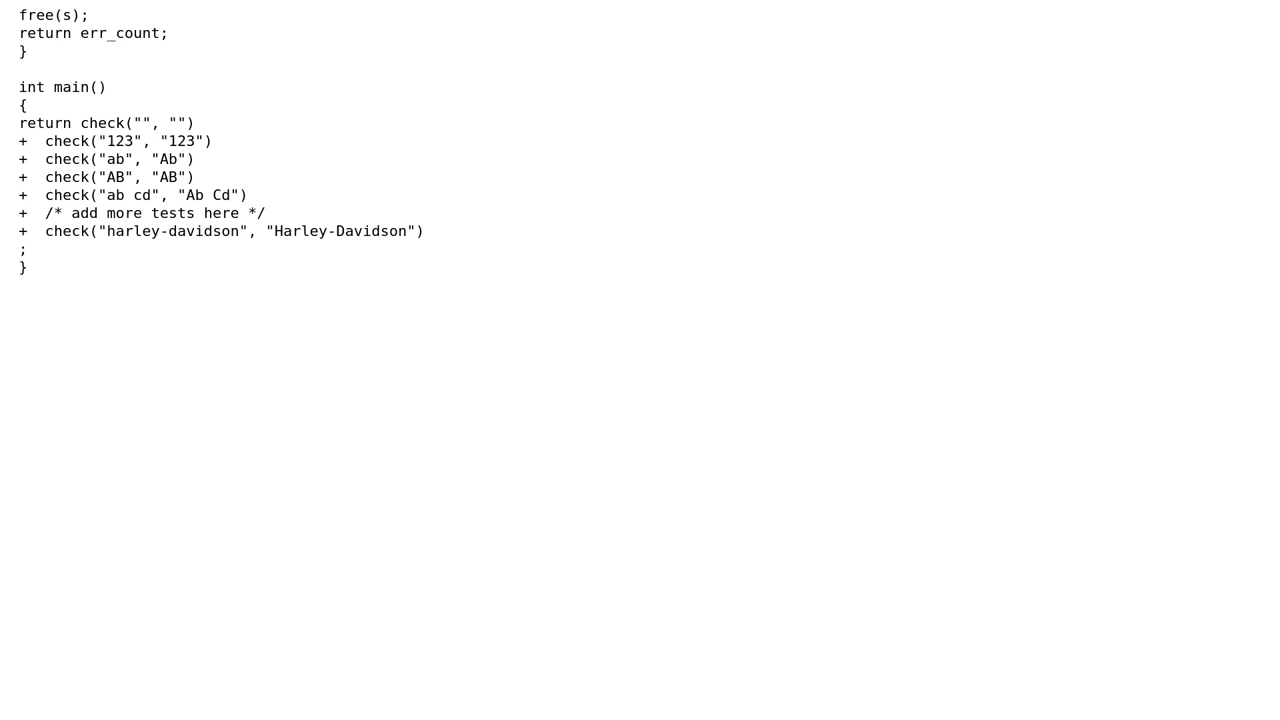 free(s);
return err_count;
}

int main()
{
return check("", "")
+  check("123", "123")
+  check("ab", "Ab")
+  check("AB", "AB")
+  check("ab cd", "Ab Cd")
+  /* add more tests here */
+  check("harley-davidson", "Harley-Davidson")
;
}